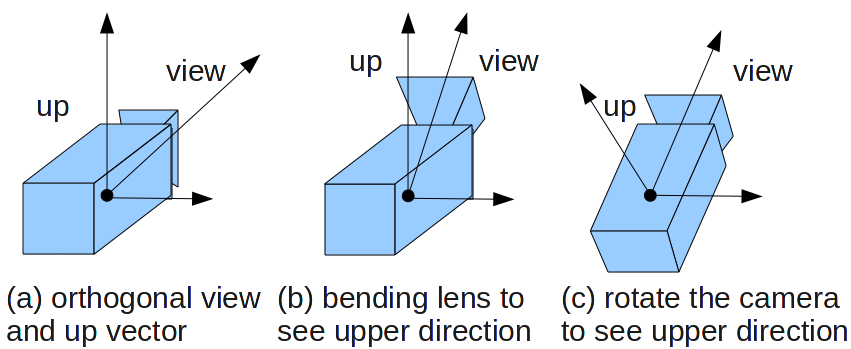 up
view
up
view
up
view
(a) orthogonal view
and up vector
(b) bending lens to
see upper direction
(c) rotate the camera
to see upper direction